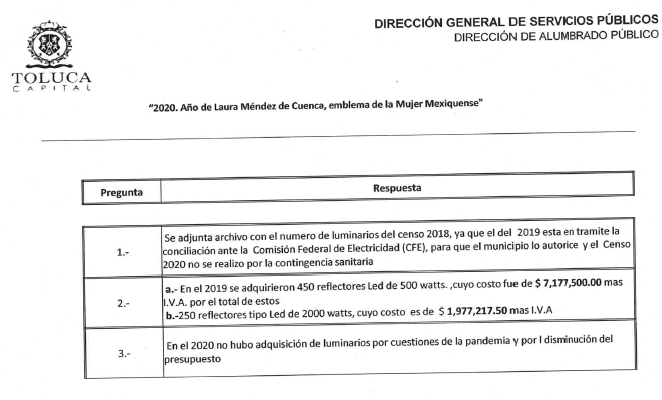 TOLUCA
CAPITAL
DIRECCIÓN GENERAL DE SERVICIOS PÚBLICOS
DIRECCIÓN DE ALUMBRADO PÚBLICO
"2020. Año de Laura Méndez de Cuenca, emblema de la Mujer Mexiquense"
Pregunta
Respuesta
1.-
Se adjunta archivo con el numero de luminarios del censo 2018, ya que el del 2019 esta en tramite la
conciliación ante la Comisión Federal de Electricidad (CFE), para que el municipio lo autorice y el Censo
2020 no se realizo por la contingencia sanitaria
2.-
a.- En el 2019 se adquirieron 450 reflectores Led de 500 watts. ,cuyo costo fue de $ 7,177,500.00 mas
I.V.A. por el total de estos
b.-250 reflectores tipo Led de 2000 watts, cuyo costo es de $ 1,977,217.50 mas I.V.A
3.-
En el 2020 no hubo adquisición de luminarios por cuestiones de la pandemia y por l disminución del
presupuesto